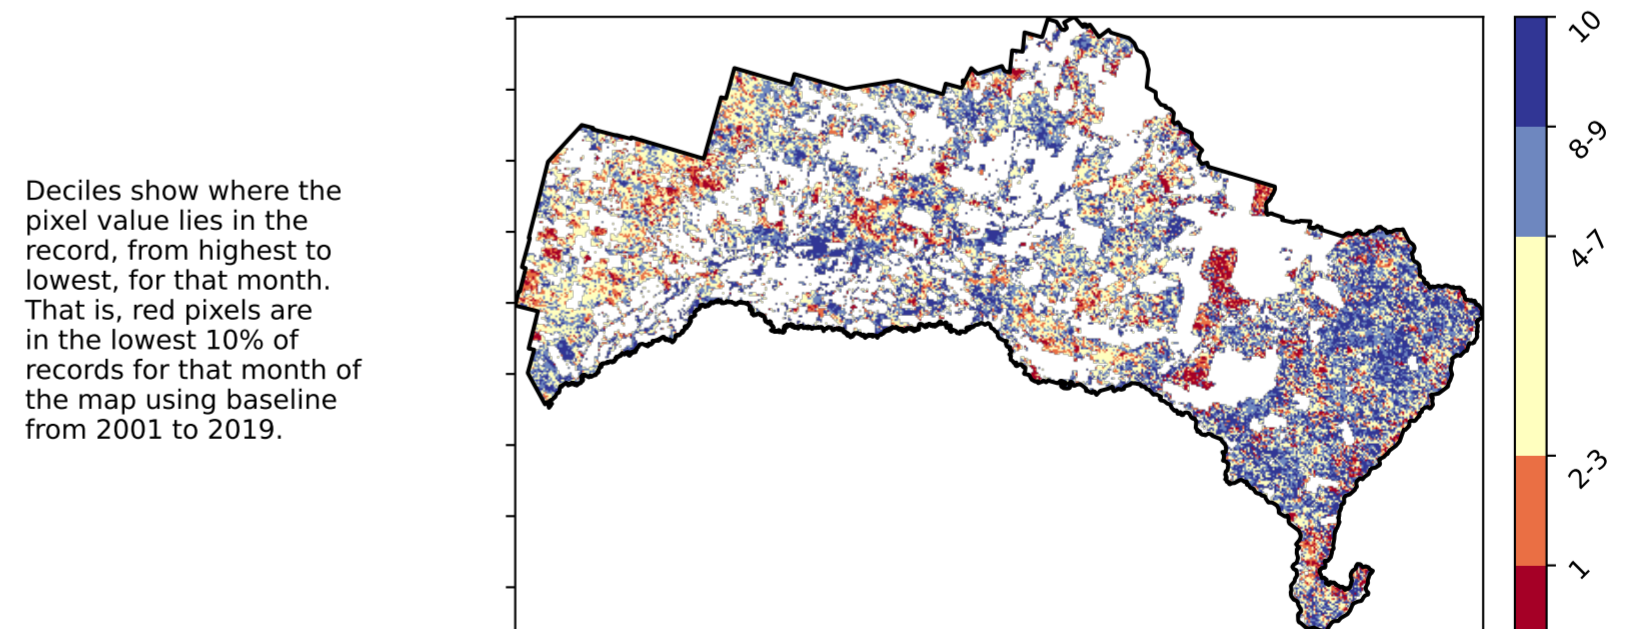 Deciles show where the
pixel value lies in the
record, from highest to
lowest, for that month.
That is, red pixels are
in the lowest 10% of
records for that month of
the map using baseline
from 2001 to 2019.
10
8-9
4-7
2-3
1